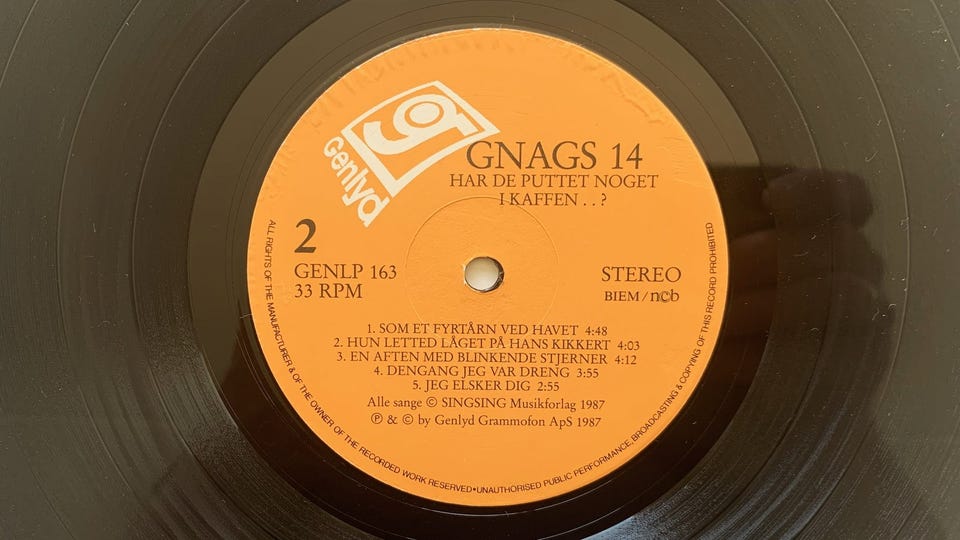 Genlyd
GNAGS 14
HAR DE PUTTET NOGET
I KAFFEN . . ?
2
GENLP 163
33 RPM
STEREO
BIEM / n©b
1. SOM ET FYRTÅRN VED HAVET 4:48
2. HUN LETTED LÅGET PÅ HANS KIKKERT 4:03
3. EN AFTEN MED BLINKENDE STJERNER 4:12
4. DENGANG JEG VAR DRENG 3:55
5. JEG ELSKER DIG 2:55
Alle sange © SINGSING Musikforlag 1987
℗ & © by Genlyd Grammofon ApS 1987
ALL RIGHTS OF THE MANUFACTURER & OF THE OWNER OF THE RECORDED WORK RESERVED • UNAUTHORISED PUBLIC PERFORMANCE, BROADCASTING & COPYING OF THIS RECORD PROHIBITED